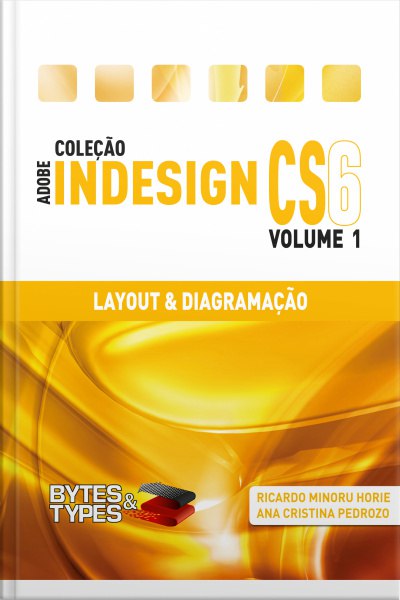 COLEÇÃO
ADOBE
INDESIGN CS6
VOLUME 1
LAYOUT & DIAGRAMAÇÃO
BYTES &
TYPES
RICARDO MINORU HORIE
ANA CRISTINA PEDROZO